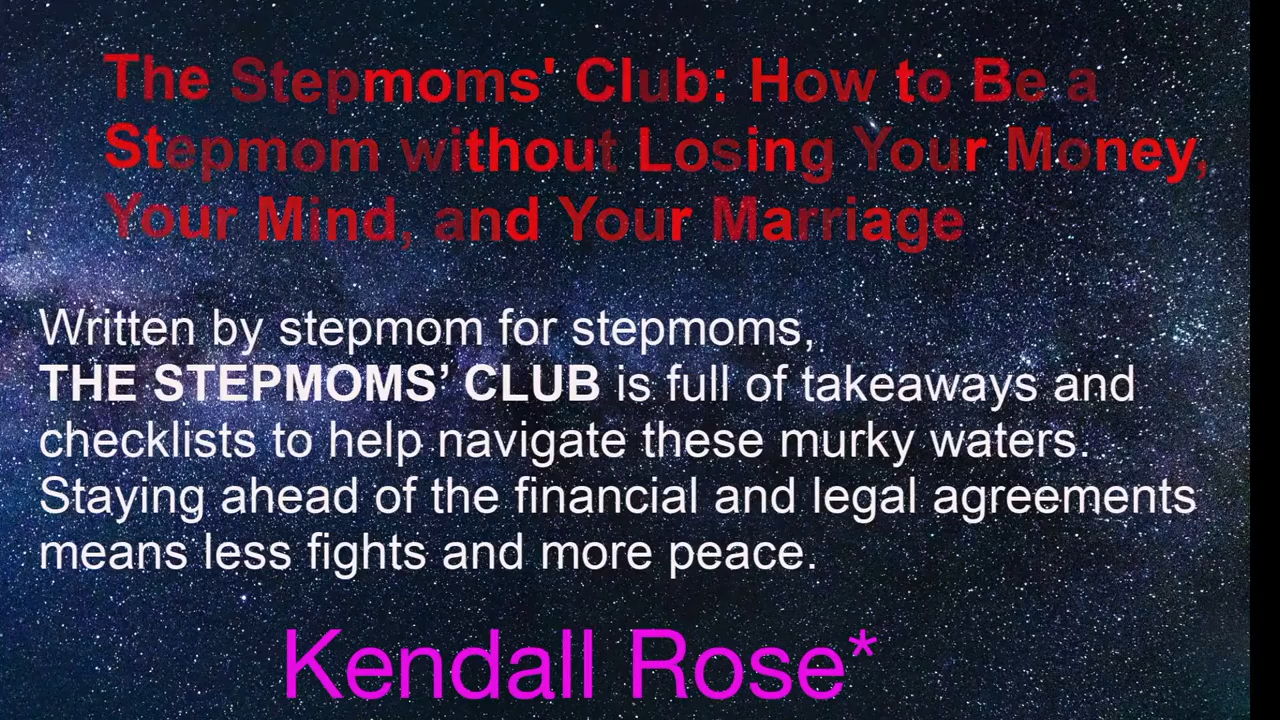 The Stepmoms' Club: How to Be a
Stepmom without Losing Your Money,
Your Mind, and Your Marriage
Written by stepmom for stepmoms,
THE STEPMOMS’ CLUB is full of takeaways and
checklists to help navigate these murky waters.
Staying ahead of the financial and legal agreements
means less fights and more peace.
Kendall Rose*